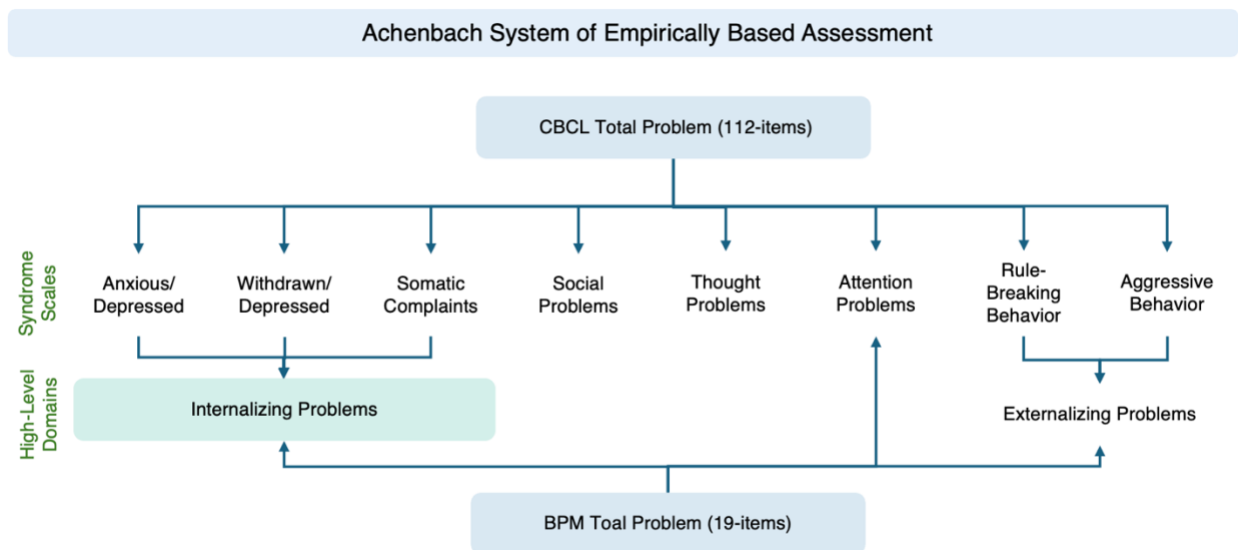 Achenbach System of Empirically Based Assessment
CBCL Total Problem (112-items)
Syndrome
Scales
Anxious/
Depressed
Withdrawn/
Depressed
Somatic
Complaints
Social
Problems
Thought
Problems
Attention
Problems
Rule-
Breaking
Behavior
Aggressive
Behavior
High-Level
Domains
Internalizing Problems
Externalizing Problems
BPM Toal Problem (19-items)